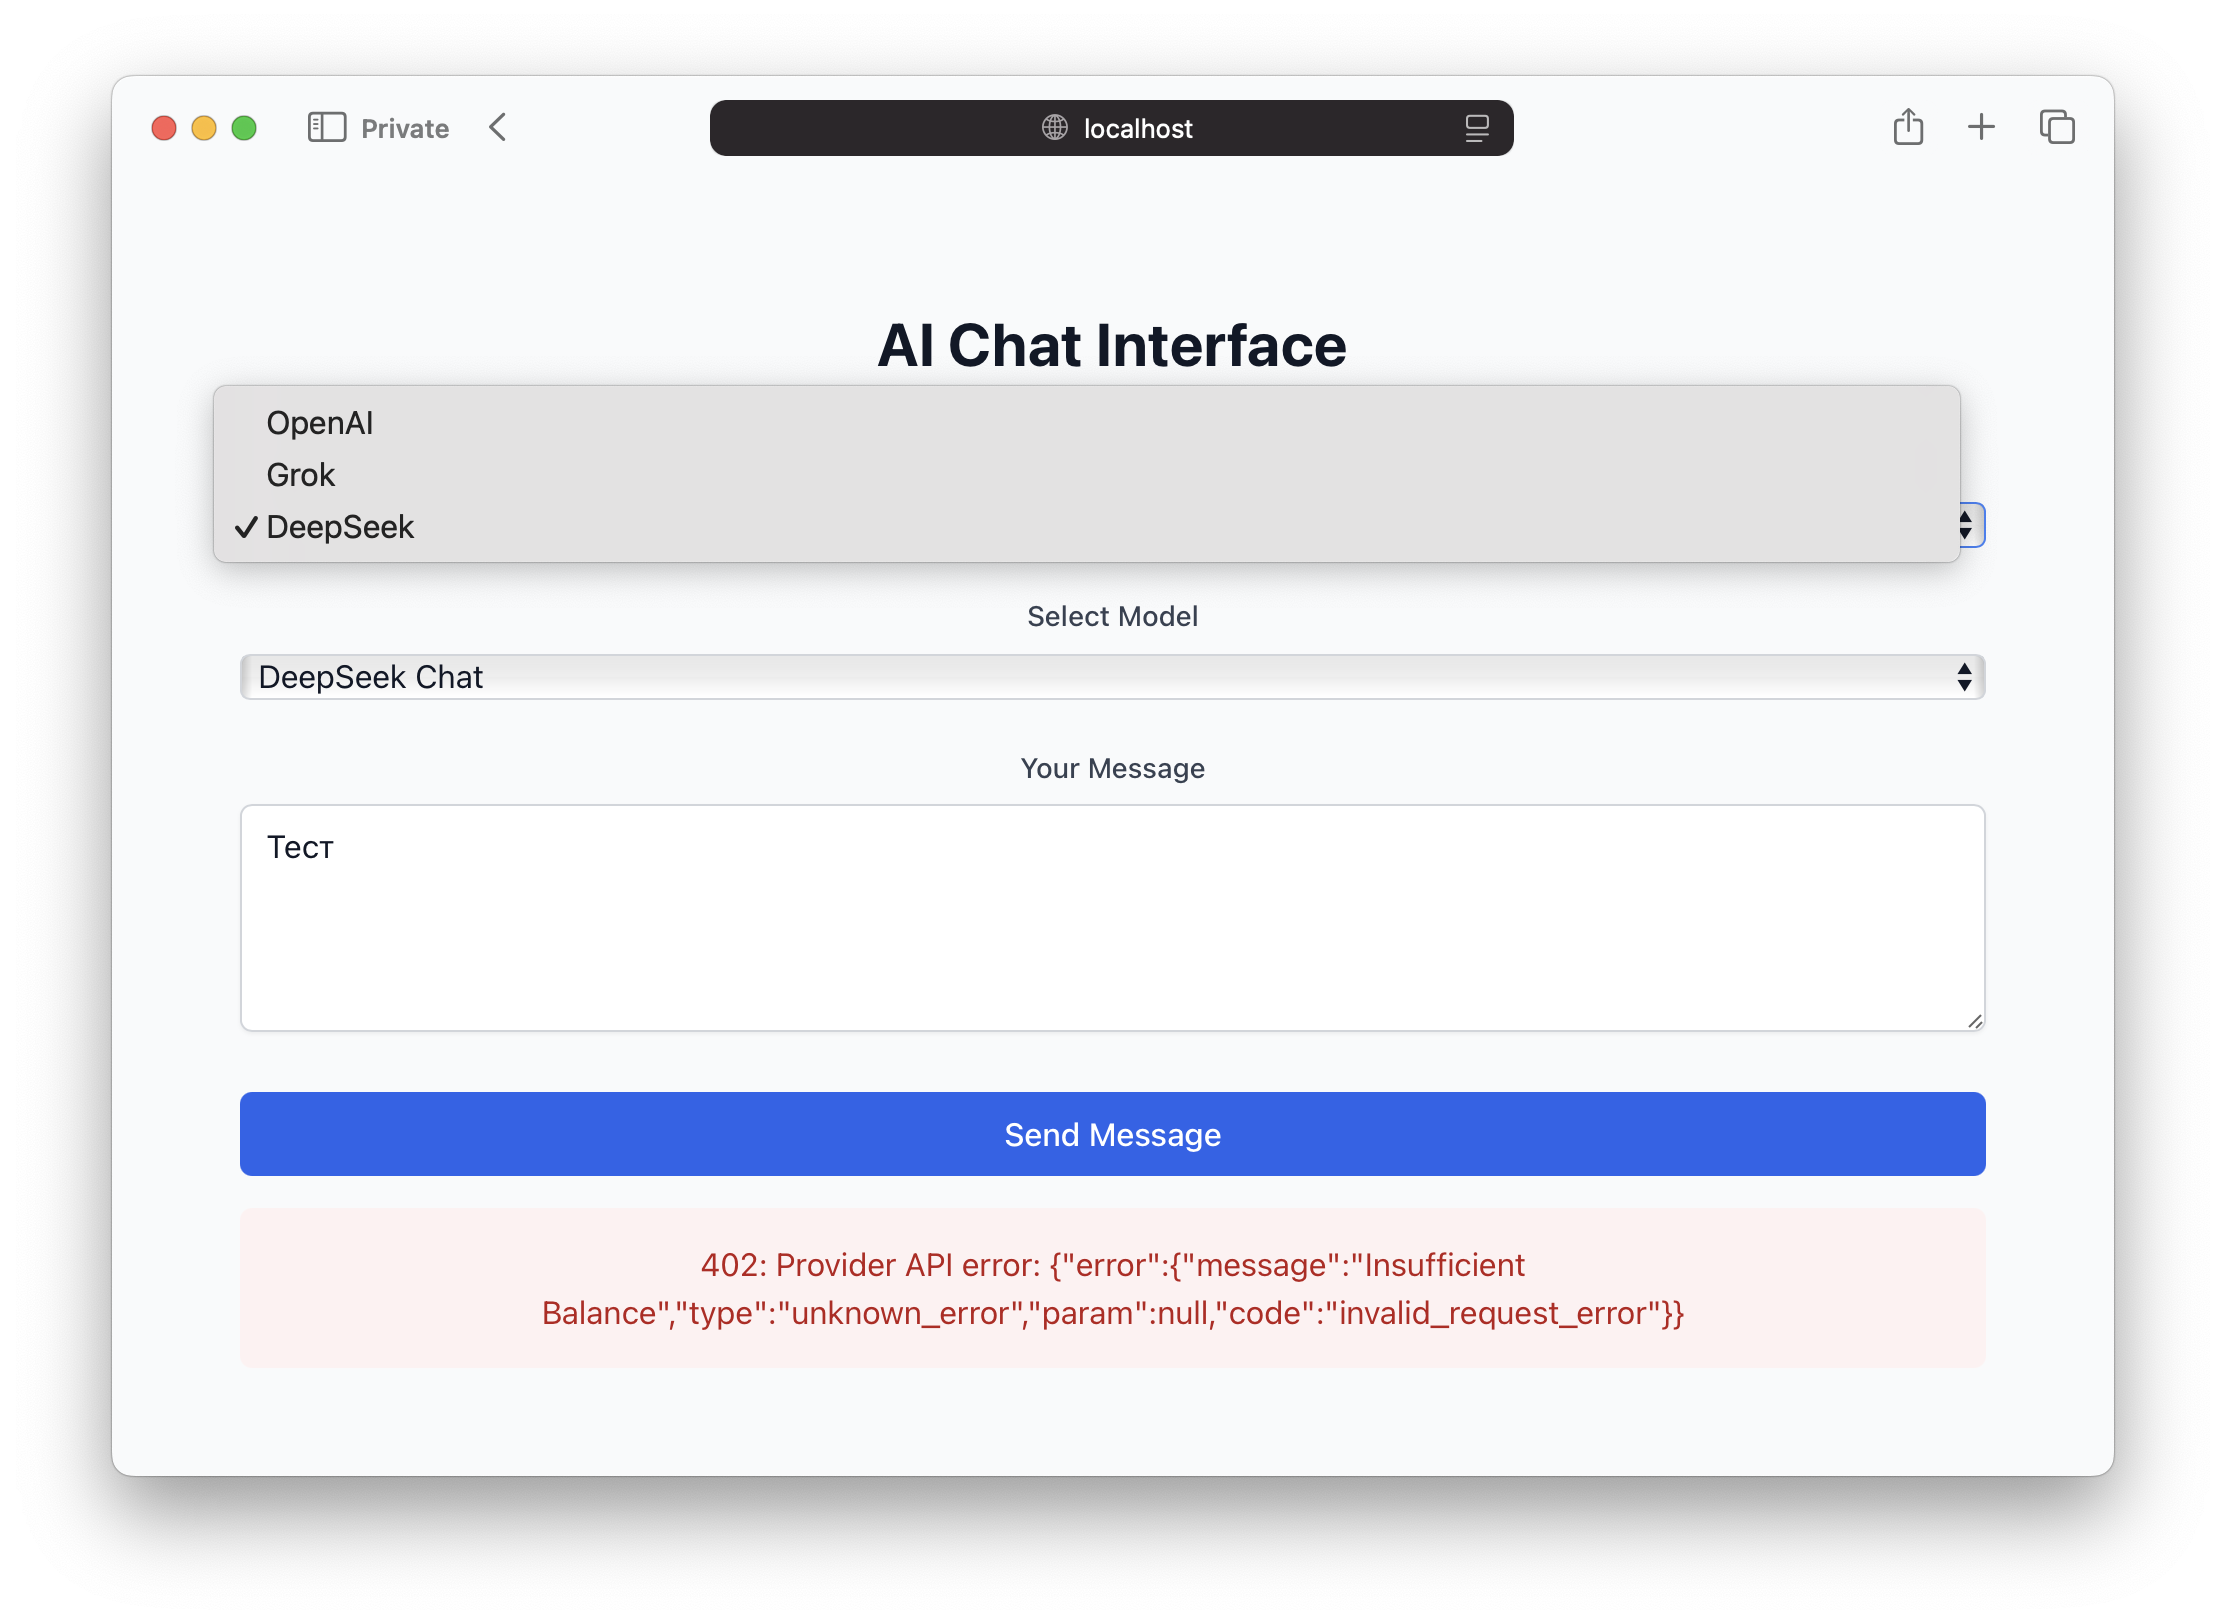 Private
localhost
AI Chat Interface
OpenAI
Grok
✓ DeepSeek
Select Model
DeepSeek Chat
Your Message
Тест
Send Message
402: Provider API error: {"error":{"message":"Insufficient
Balance","type":"unknown_error","param":null,"code":"invalid_request_error"}}